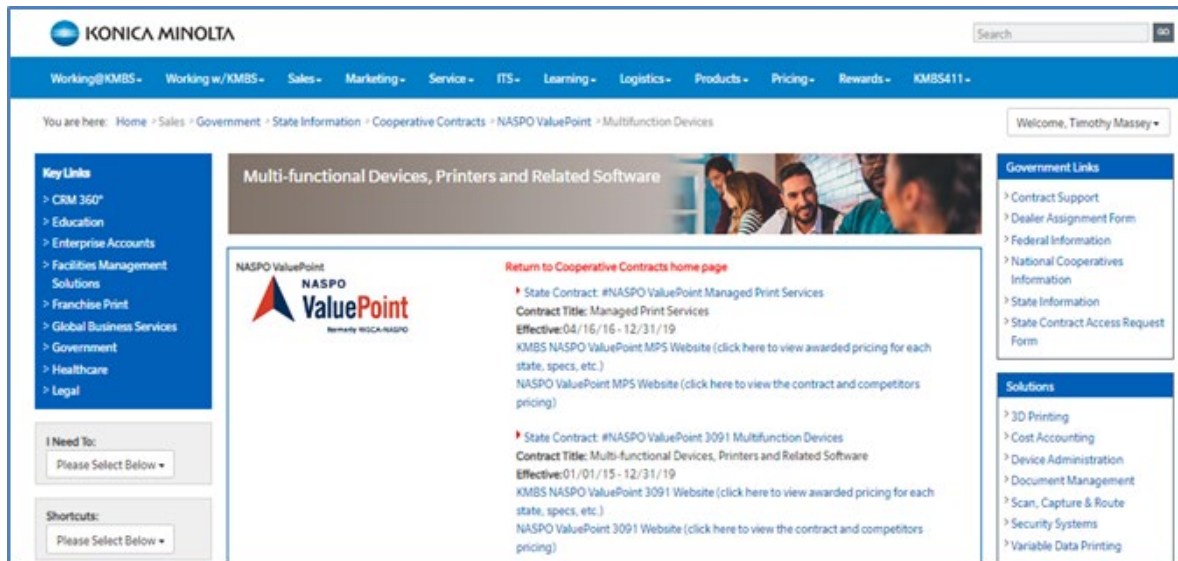 KONICA MINOLTA
Search
GO
Working@KMBS
Working w/KMBS
Sales
Marketing
Service
ITS
Learning
Logistics
Products
Pricing
Rewards
KMBS411
You are here: Home > Sales > Government > State Information > Cooperative Contracts > NASPO ValuePoint > Multifunction Devices
Welcome, Timothy Massey
Key Links
> CRM 360°
> Education
> Enterprise Accounts
> Facilities Management
Solutions
> Franchise Print
> Global Business Services
> Government
> Healthcare
> Legal
I Need To:
Please Select Below
Shortcuts:
Please Select Below
Multi-functional Devices, Printers and Related Software
NASPO ValuePoint
NASPO
ValuePoint
Formerly WSCA-NASPO
Return to Cooperative Contracts home page
State Contract: #NASPO ValuePoint Managed Print Services
Contract Title: Managed Print Services
Effective:04/16/16 - 12/31/19
KMBS NASPO ValuePoint MPS Website (click here to view awarded pricing for each
state, specs, etc.)
NASPO ValuePoint MPS Website (click here to view the contract and competitors
pricing)
State Contract: #NASPO ValuePoint 3091 Multifunction Devices
Contract Title: Multi-functional Devices, Printers and Related Software
Effective:01/01/15 - 12/31/19
KMBS NASPO ValuePoint 3091 Website (click here to view awarded pricing for each
state, specs, etc.)
NASPO ValuePoint 3091 Website (click here to view the contract and competitors
pricing)
Government Links
> Contract Support
> Dealer Assignment Form
> Federal Information
> National Cooperatives
Information
> State Information
> State Contract Access Request
Form
Solutions
> 3D Printing
> Cost Accounting
> Device Administration
> Document Management
> Scan, Capture & Route
> Security Systems
> Variable Data Printing